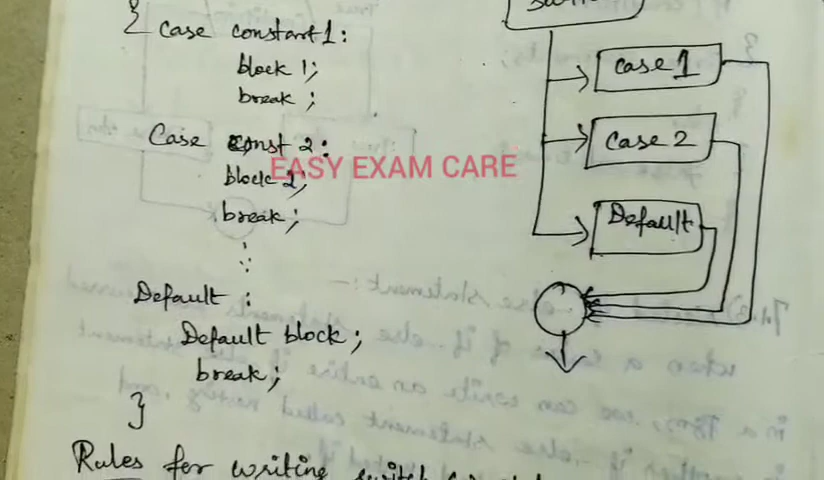 { Case constant 1:
block 1;
break ;
Case const 2:
block 2;
break ;
Default :
Default block ;
break ;
}
Rules for writing
case 1
Case 2
Default
EASY EXAM CARE